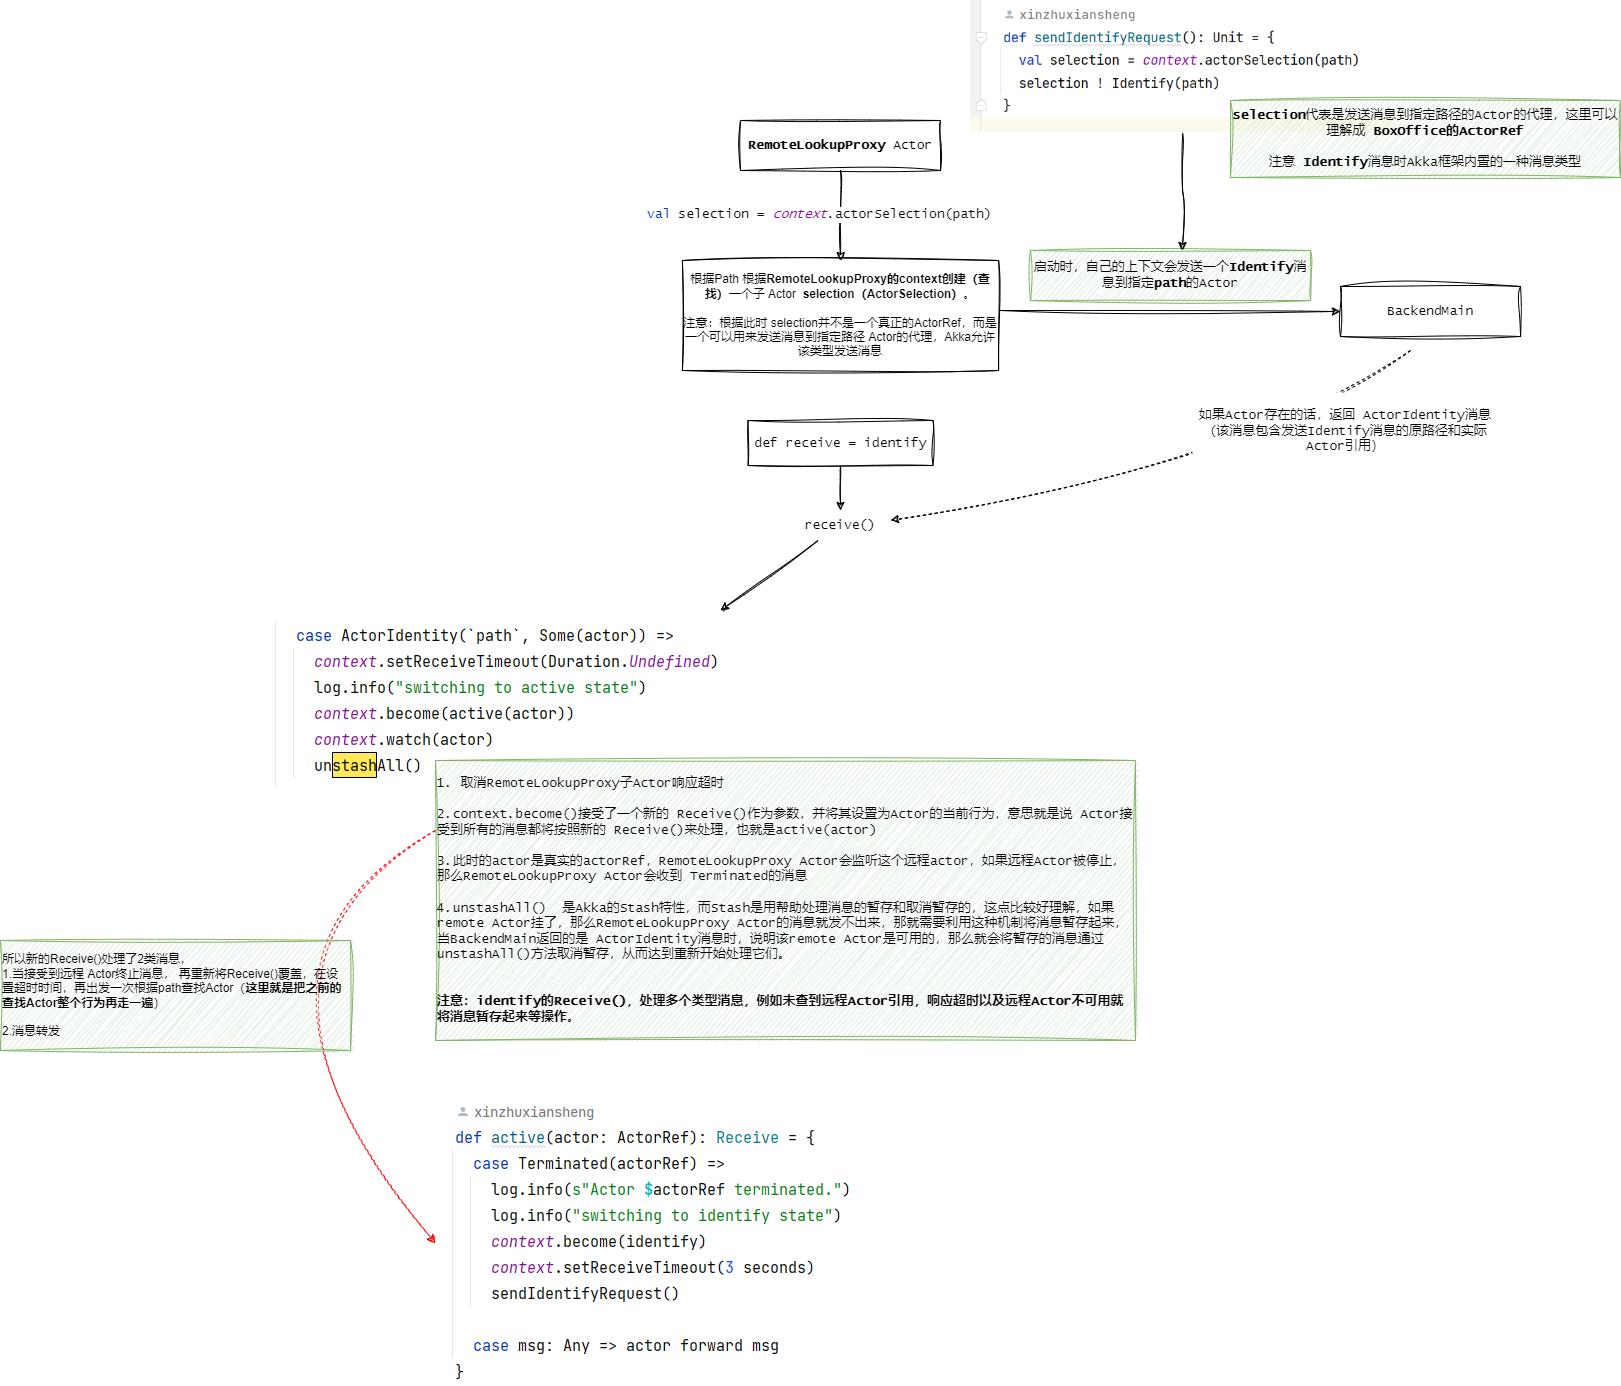 xinzhuxiansheng
def sendIdentifyRequest(): Unit = {
val selection = context.actorSelection(path)
selection ! Identify(path)
}
selection代表是发送消息到指定路径的Actor的代理，这里可以
理解成 BoxOffice的ActorRef
注意 Identify消息时Akka框架内置的一种消息类型
RemoteLookupProxy Actor
val selection = context.actorSelection(path)
根据Path 根据RemoteLookupProxy的context创建（查
找）一个子 Actor selection（ActorSelection）。
注意：根据此时 selection并不是一个真正的ActorRef，而是
一个可以用来发送消息到指定路径 Actor的代理，Akka允许
该类型发送消息
启动时，自己的上下文会发送一个Identify消
息到指定path的Actor
BackendMain
如果Actor存在的话，返回 ActorIdentity消息
（该消息包含发送Identify消息的原路径和实际
Actor引用）
def receive = identify
receive()
case ActorIdentity(`path`, Some(actor)) =>
context.setReceiveTimeout(Duration.Undefined)
log.info("switching to active state")
context.become(active(actor))
context.watch(actor)
unstashAll()
1. 取消RemoteLookupProxy子Actor响应超时
2.context.become()接受了一个新的 Receive()作为参数，并将其设置为Actor的当前行为，意思就是说 Actor接
受到所有的消息都将按照新的 Receive()来处理，也就是active(actor)
3.此时的actor是真实的actorRef，RemoteLookupProxy Actor会监听这个远程actor，如果远程Actor被停止，
那么RemoteLookupProxy Actor会收到 Terminated的消息
4.unstashAll() 是Akka的Stash特性，而Stash是用帮助处理消息的暂存和取消暂存的，这点比较好理解，如果
remote Actor挂了，那么RemoteLookupProxy Actor的消息就发不出来，那就需要利用这种机制将消息暂存起来，
当BackendMain返回的是 ActorIdentity消息时，说明该remote Actor是可用的，那么就会将暂存的消息通过
unstashAll()方法取消暂存，从而达到重新开始处理它们。
注意：identify的Receive()，处理多个类型消息，例如未查到远程Actor引用，响应超时以及远程Actor不可用就
将消息暂存起来等操作。
所以新的Receive()处理了2类消息，
1.当接受到远程 Actor终止消息， 再重新将Receive()覆盖，在设
置超时时间，再出发一次根据path查找Actor（这里就是把之前的
查找Actor整个行为再走一遍）
2.消息转发
xinzhuxiansheng
def active(actor: ActorRef): Receive = {
case Terminated(actorRef) =>
log.info(s"Actor $actorRef terminated.")
log.info("switching to identify state")
context.become(identify)
context.setReceiveTimeout(3 seconds)
sendIdentifyRequest()
case msg: Any => actor forward msg
}